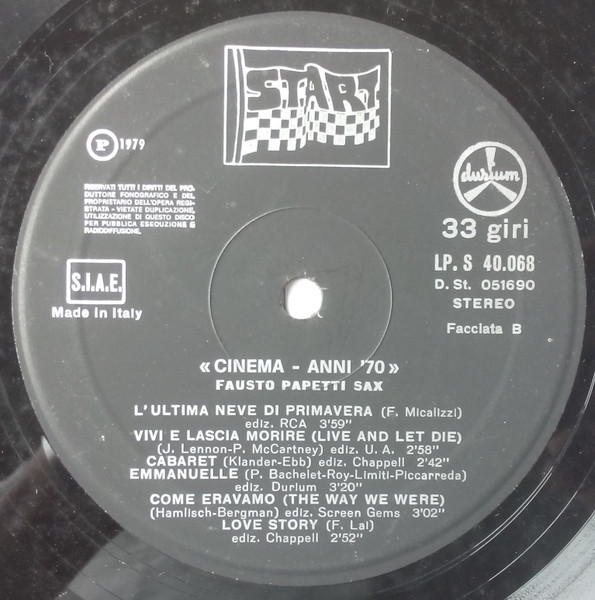 START
P 1979
RISERVATI TUTTI I DIRITTI DEL PRO-
DUTTORE FONOGRAFICO E DEL
PROPRIETARIO DELL'OPERA REGI-
STRATA - VIETATE DUPLICAZIONE,
UTILIZZAZIONE DI QUESTO DISCO
PER PUBBLICA ESECUZIONE E
RADIODIFFUSIONE.
S.I.A.E.
Made in Italy
durium
33 giri
LP. S 40.068
D. St. 051690
STEREO
Facciata B
«CINEMA - ANNI '70»
FAUSTO PAPETTI SAX
L'ULTIMA NEVE DI PRIMAVERA (F. Micalizzi)
ediz. RCA 3'59"
VIVI E LASCIA MORIRE (LIVE AND LET DIE)
(J. Lennon-P. McCartney) ediz. U. A. 2'58"
CABARET (Klander-Ebb) ediz. Chappell 2'42"
EMMANUELLE (P. Bachelet-Roy-Limiti-Piccarreda)
ediz. Durium 3'20"
COME ERAVAMO (THE WAY WE WERE)
(Hamlisch-Bergman) ediz. Screen Gems 3'02"
LOVE STORY (F. Lai)
ediz. Chappell 2'52"